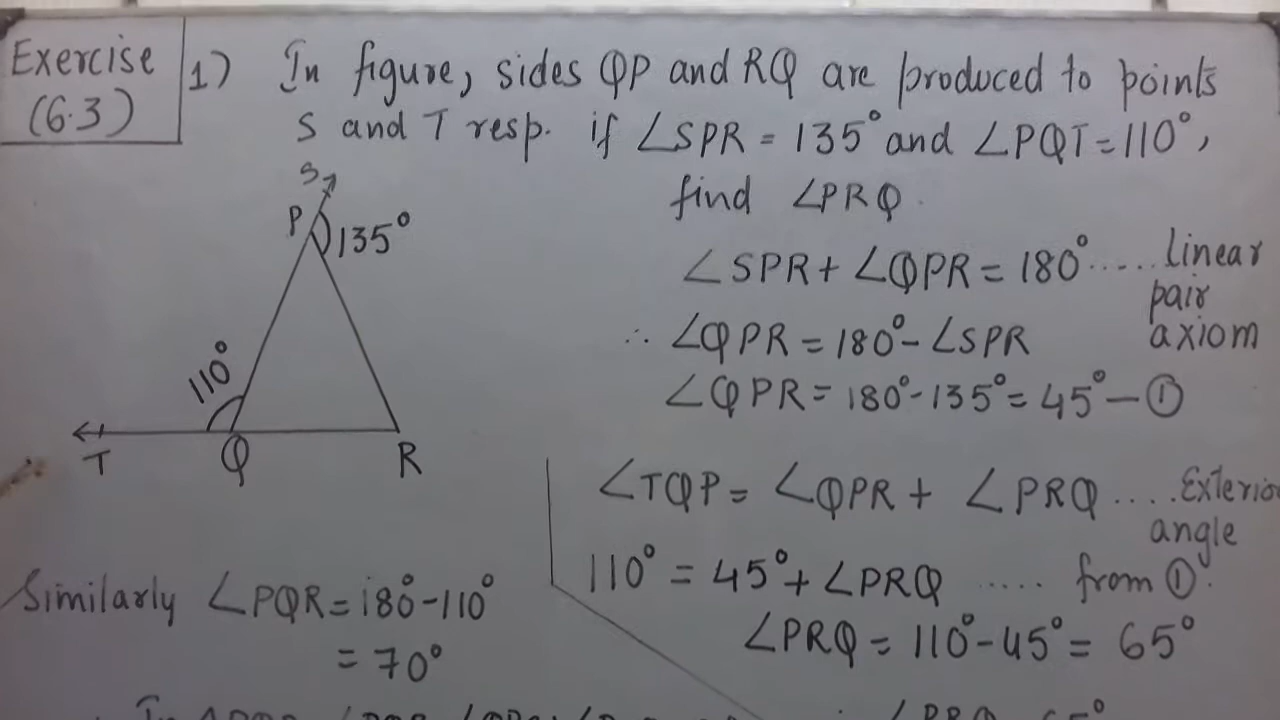 Exercise
(6.3)
1) In figure, sides QP and RQ are produced to points
S and T resp. if ∠SPR = 135° and ∠PQT = 110°,
find ∠PRQ.
S
P
135°
110°
T
Q
R
∠SPR + ∠QPR = 180° ..... Linear
pair
axiom
∴ ∠QPR = 180° - ∠SPR
∠QPR = 180° - 135° = 45° — ①
∠TQP = ∠QPR + ∠PRQ .... Exterio
angle
110° = 45° + ∠PRQ ..... from ①
∠PRQ = 110° - 45° = 65°
Similarly ∠PQR = 180° - 110°
= 70°